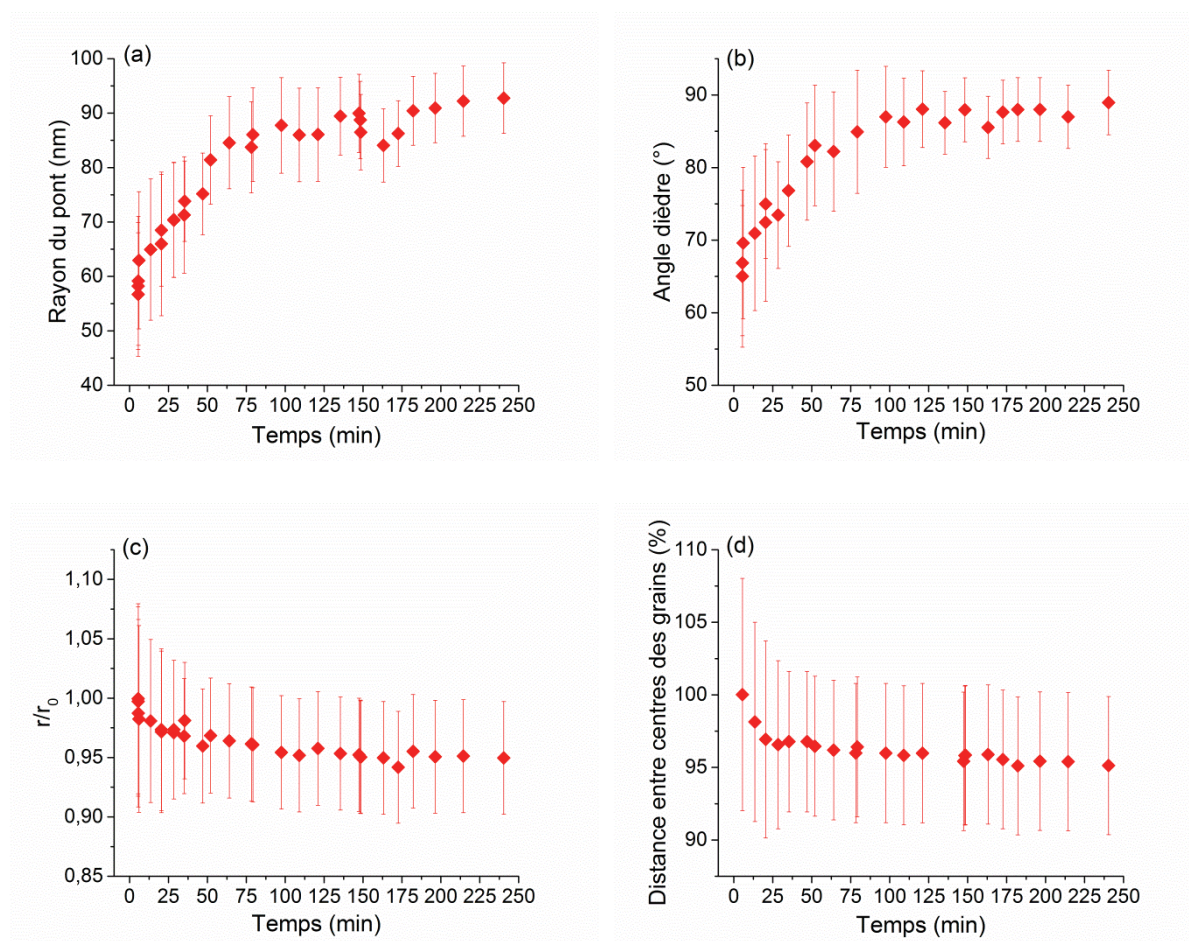 (a)
Rayon du pont (nm)
100
90
80
70
60
50
40
0 25 50 75 100 125 150 175 200 225 250
Temps (min)
(b)
Angle dièdre (°)
90
80
70
60
50
0 25 50 75 100 125 150 175 200 225 250
Temps (min)
(c)
r/r0
1,10
1,05
1,00
0,95
0,90
0,85
0 25 50 75 100 125 150 175 200 225 250
Temps (min)
(d)
Distance entre centres des grains (%)
110
105
100
95
90
0 25 50 75 100 125 150 175 200 225 250
Temps (min)